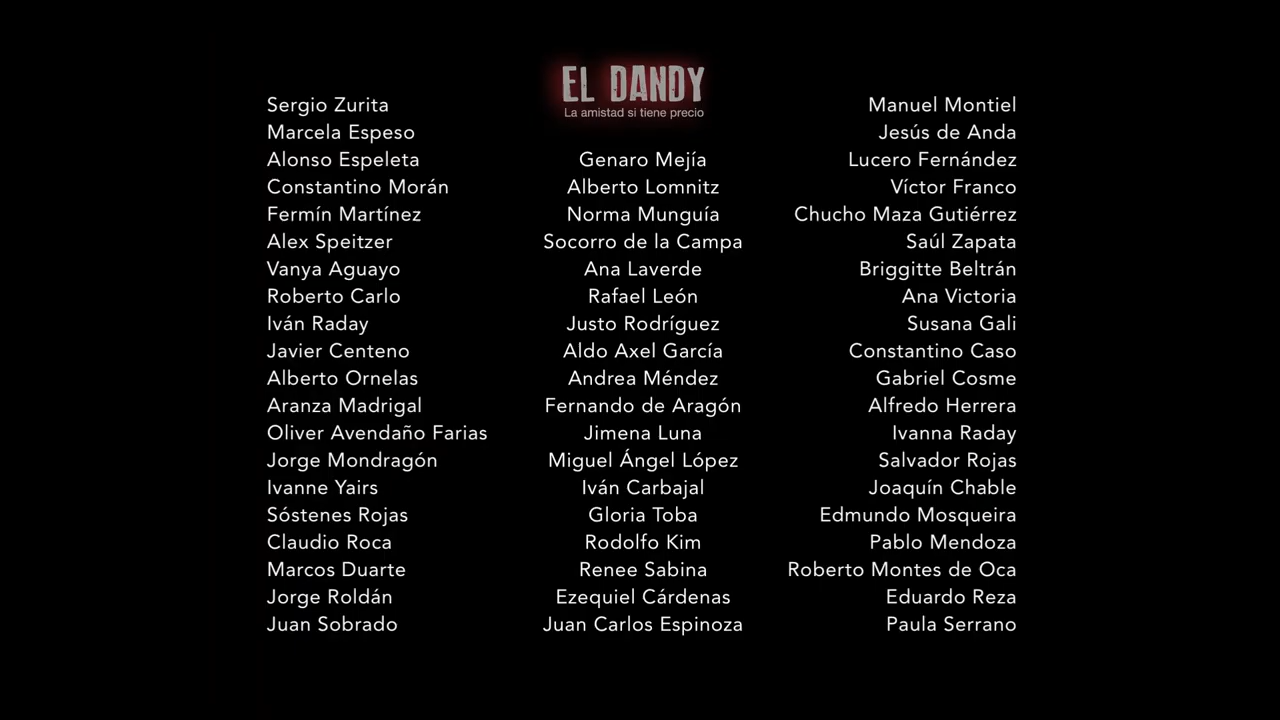 EL DANDY
La amistad si tiene precio
Sergio Zurita
Marcela Espeso
Alonso Espeleta
Constantino Morán
Fermín Martínez
Alex Speitzer
Vanya Aguayo
Roberto Carlo
Iván Raday
Javier Centeno
Alberto Ornelas
Aranza Madrigal
Oliver Avendaño Farias
Jorge Mondragón
Ivanne Yairs
Sóstenes Rojas
Claudio Roca
Marcos Duarte
Jorge Roldán
Juan Sobrado
Genaro Mejía
Alberto Lomnitz
Norma Munguía
Socorro de la Campa
Ana Laverde
Rafael León
Justo Rodríguez
Aldo Axel García
Andrea Méndez
Fernando de Aragón
Jimena Luna
Miguel Ángel López
Iván Carbajal
Gloria Toba
Rodolfo Kim
Renee Sabina
Ezequiel Cárdenas
Juan Carlos Espinoza
Manuel Montiel
Jesús de Anda
Lucero Fernández
Víctor Franco
Chucho Maza Gutiérrez
Saúl Zapata
Briggitte Beltrán
Ana Victoria
Susana Gali
Constantino Caso
Gabriel Cosme
Alfredo Herrera
Ivanna Raday
Salvador Rojas
Joaquín Chable
Edmundo Mosqueira
Pablo Mendoza
Roberto Montes de Oca
Eduardo Reza
Paula Serrano